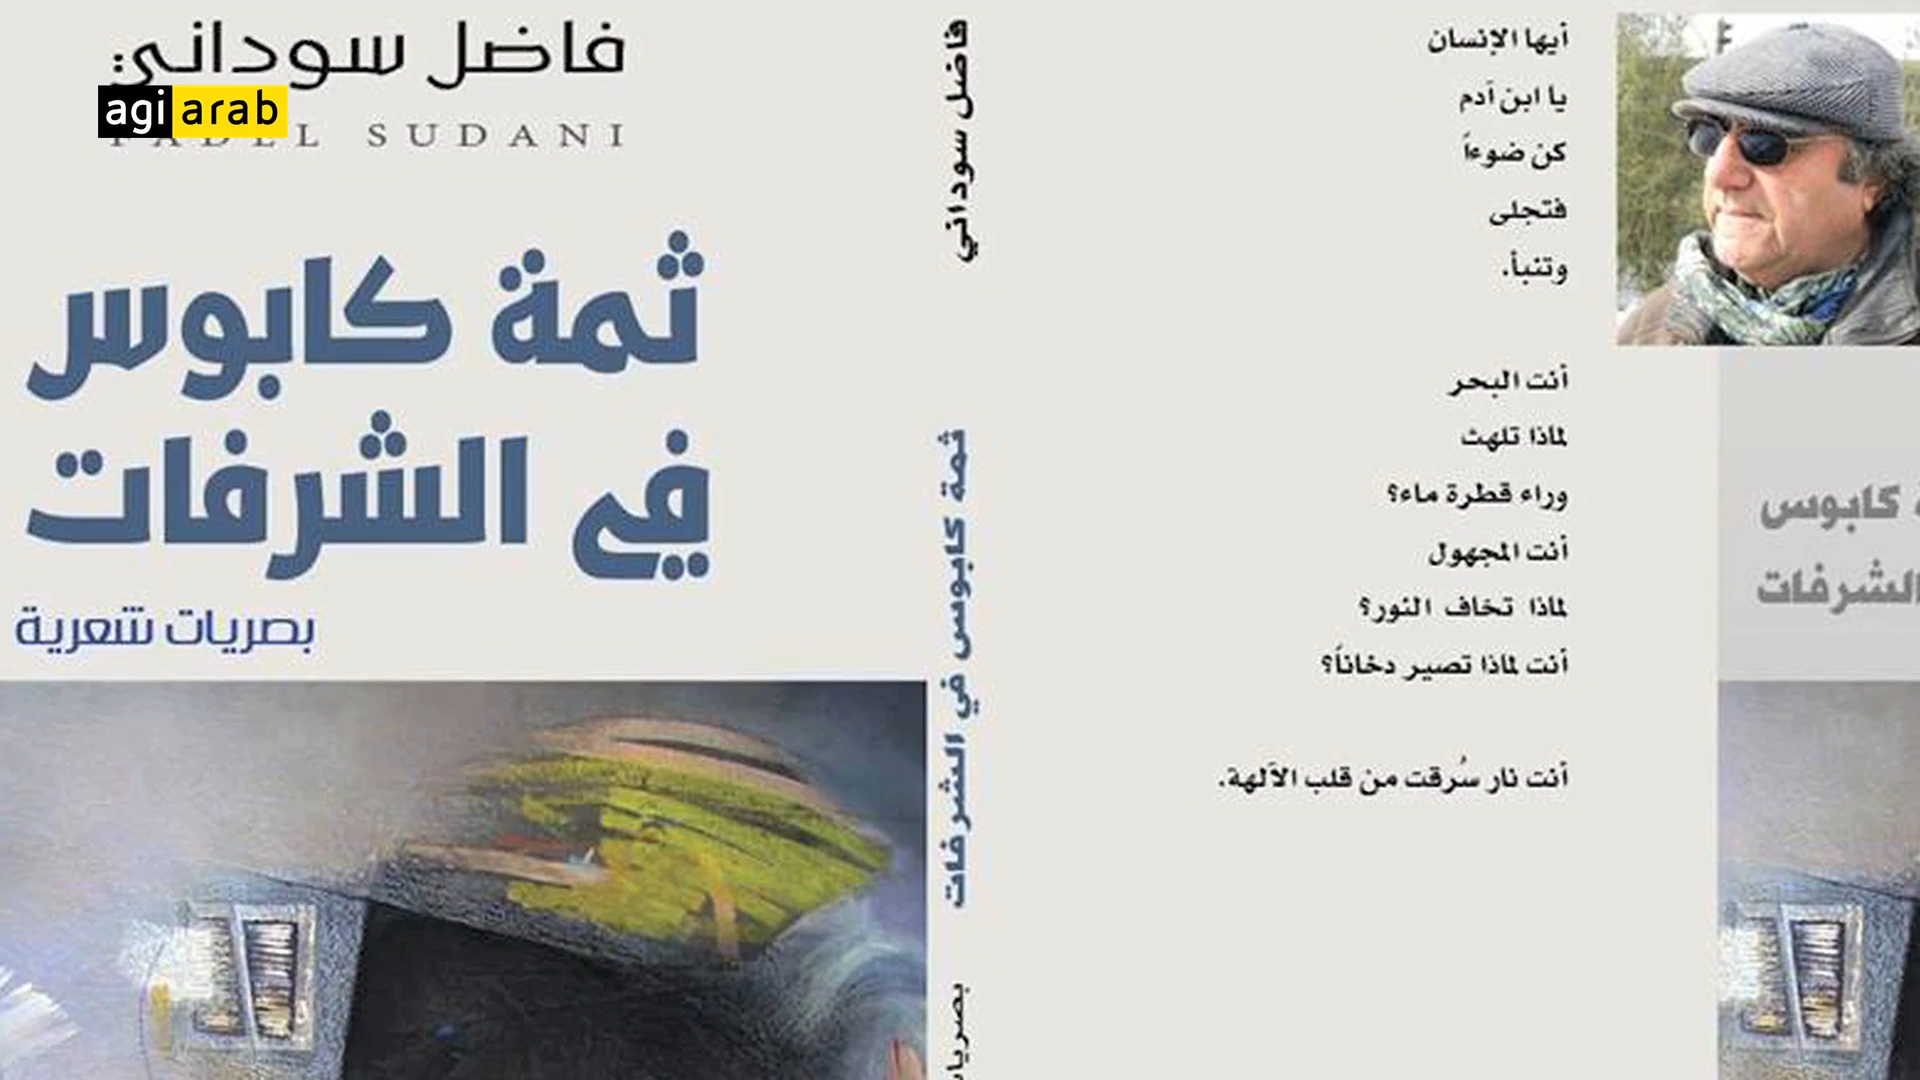 فاضل سوداني:
agi arab
SUDANI
ثمة كابوس
في الشرفات
بصريات شعرية
فاضل سوداني
ثمة كابوس في الشرفات
أيها الإنسان
يا ابن آدم
كن ضوءاً
فتجلى
وتنبأ.
أنت البحر
لماذا تلهث
وراء قطرة ماء؟
أنت المجهول
لماذا تخاف النور؟
أنت لماذا تصير دخاناً؟
أنت نار سُرقت من قلب الآلهة.
كابوس
الشرفات